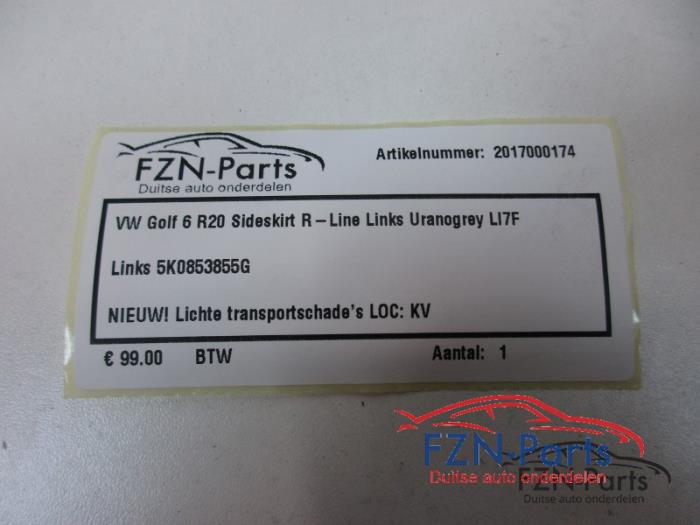 FZN-Parts
Duitse auto onderdelen
Artikelnummer: 2017000174
VW Golf 6 R20 Sideskirt R-Line Links Uranogrey LI7F
Links 5K0853855G
NIEUW! Lichte transportschade's LOC: KV
€ 99.00 BTW Aantal: 1
FZN-Parts
Duitse auto onderdelen
FZN-Parts
Duitse auto onderdelen